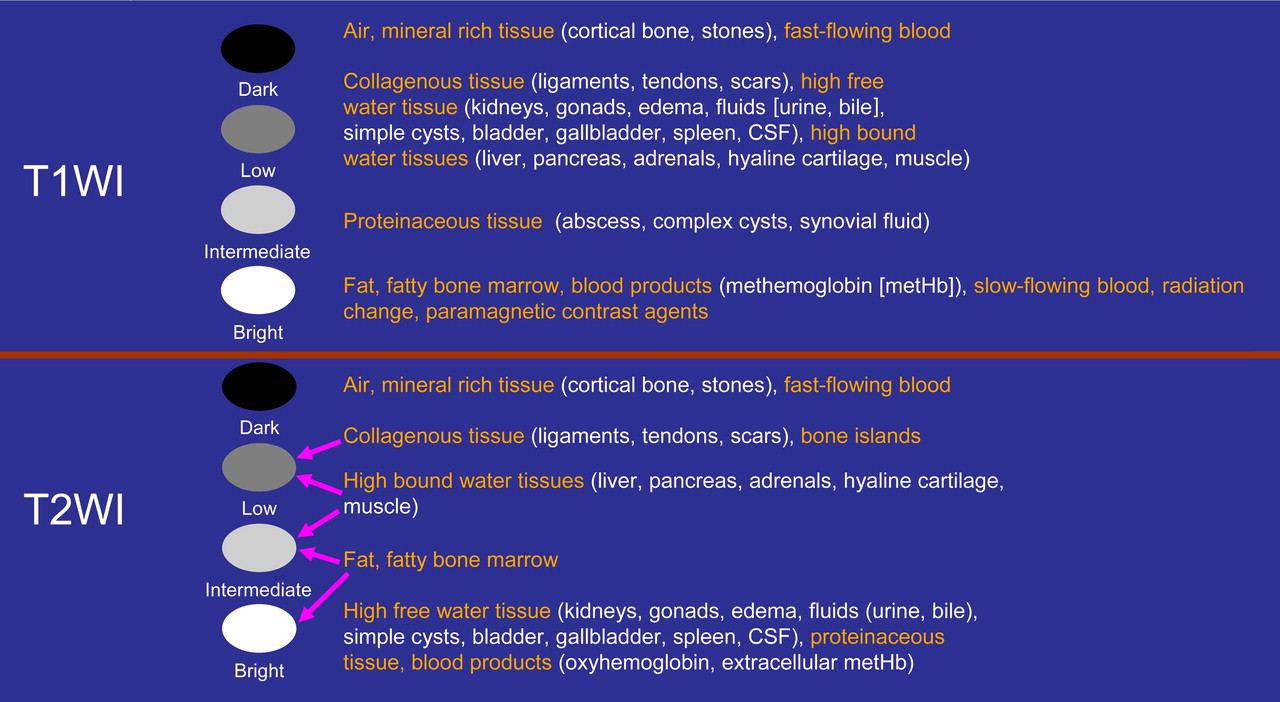 Air, mineral rich tissue (cortical bone, stones), fast-flowing blood
Dark
Collagenous tissue (ligaments, tendons, scars), high free
water tissue (kidneys, gonads, edema, fluids [urine, bile],
simple cysts, bladder, gallbladder, spleen, CSF), high bound
water tissues (liver, pancreas, adrenals, hyaline cartilage, muscle)
Low
T1WI
Proteinaceous tissue (abscess, complex cysts, synovial fluid)
Intermediate
Fat, fatty bone marrow, blood products (methemoglobin [metHb]), slow-flowing blood, radiation
change, paramagnetic contrast agents
Bright
Air, mineral rich tissue (cortical bone, stones), fast-flowing blood
Dark
Collagenous tissue (ligaments, tendons, scars), bone islands
High bound water tissues (liver, pancreas, adrenals, hyaline cartilage,
muscle)
Low
T2WI
Fat, fatty bone marrow
Intermediate
High free water tissue (kidneys, gonads, edema, fluids (urine, bile),
simple cysts, bladder, gallbladder, spleen, CSF), proteinaceous
tissue, blood products (oxyhemoglobin, extracellular metHb)
Bright